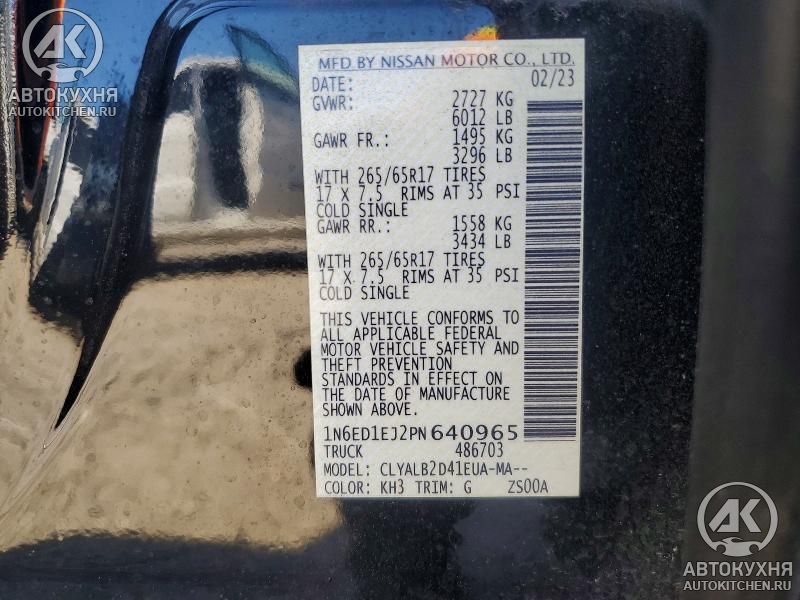 AK
АВТОКУХНЯ
AUTOKITCHEN.RU
MFD BY NISSAN MOTOR CO., LTD.
DATE: 02/23
GVWR: 2727 KG
6012 LB
GAWR FR.: 1495 KG
3296 LB
WITH 265/65R17 TIRES
17 X 7.5 RIMS AT 35 PSI
COLD SINGLE
GAWR RR.: 1558 KG
3434 LB
WITH 265/65R17 TIRES
17 X 7.5 RIMS AT 35 PSI
COLD SINGLE
THIS VEHICLE CONFORMS TO
ALL APPLICABLE FEDERAL
MOTOR VEHICLE SAFETY AND
THEFT PREVENTION
STANDARDS IN EFFECT ON
THE DATE OF MANUFACTURE
SHOWN ABOVE.
1N6ED1EJ2PN640965
TRUCK 486703
MODEL: CLYALB2D41EUA-MA--
COLOR: KH3 TRIM: G ZS00A
AK
АВТОКУХНЯ
AUTOKITCHEN.RU